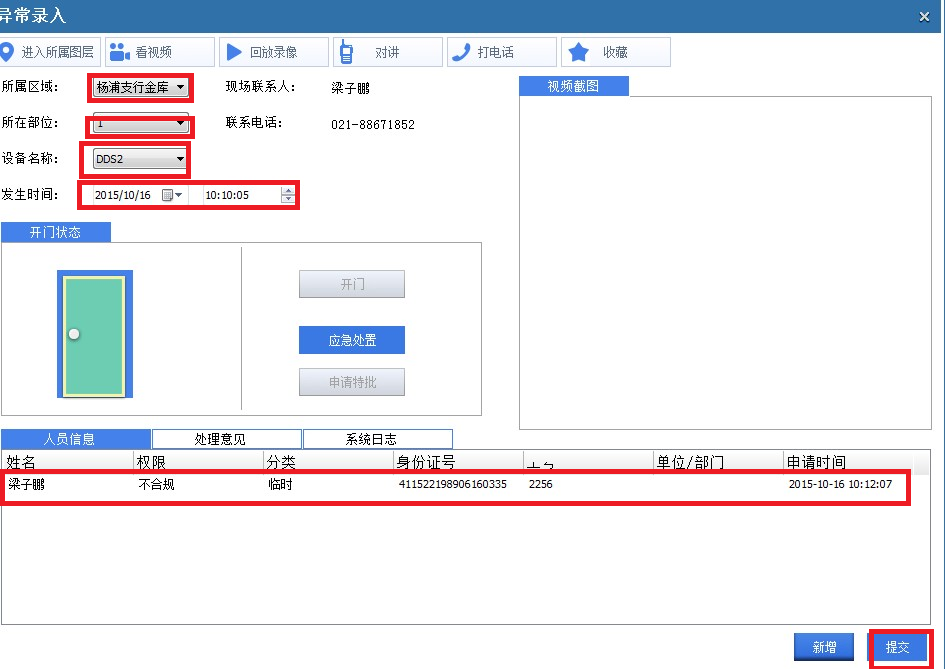 异常录入
进入所属图层 看视频 回放录像 对讲 打电话 收藏
所属区域： 杨浦支行金库 现场联系人： 梁子鹏
所在部位： 1 联系电话： 021-88671852
设备名称： DDS2
发生时间： 2015/10/16 10:10:05
视频截图
开门状态
开门
应急处置
申请特批
人员信息 处理意见 系统日志
姓名 权限 分类 身份证号 单位/部门 申请时间
梁子鹏 不合规 临时 411522198906160335 2256 2015-10-16 10:12:07
新增 提交